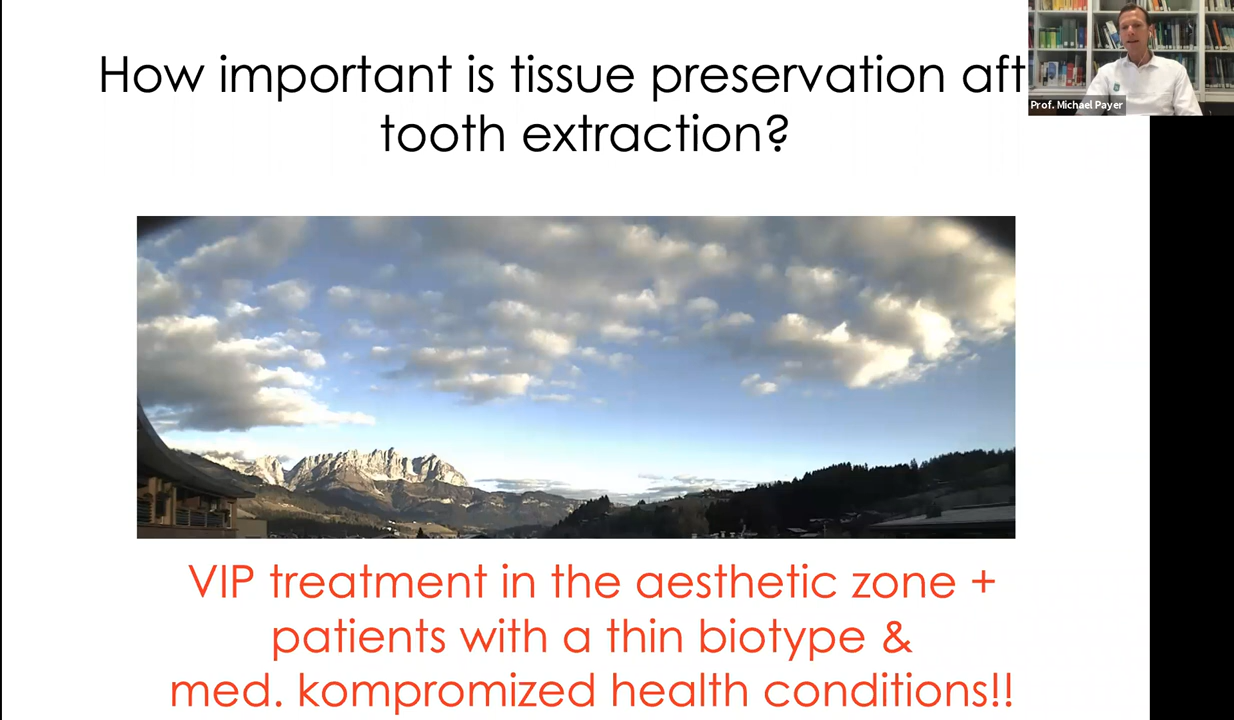 How important is tissue preservation aft
tooth extraction?
Prof. Michael Payer
VIP treatment in the aesthetic zone +
patients with a thin biotype &
med. kompromized health conditions!!